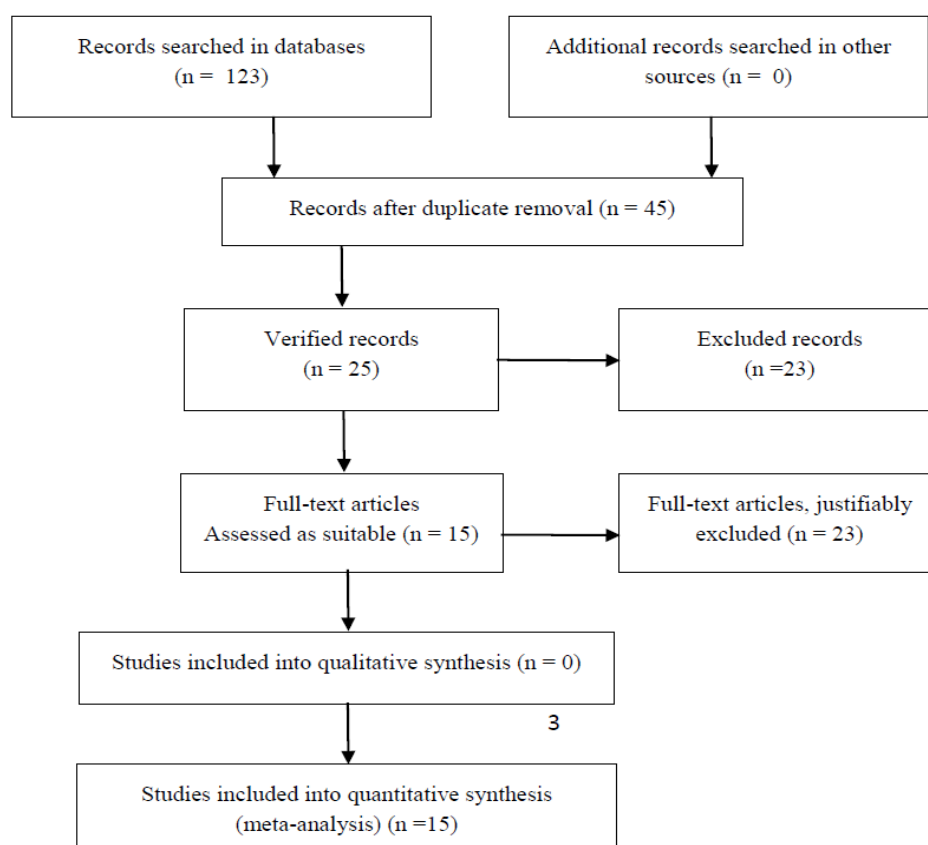 Records searched in databases
(n = 123)
Additional records searched in other
sources (n = 0)
Records after duplicate removal (n = 45)
Verified records
(n = 25)
Excluded records
(n =23)
Full-text articles
Assessed as suitable (n = 15)
Full-text articles, justifiably
excluded (n = 23)
Studies included into qualitative synthesis (n = 0)
3
Studies included into quantitative synthesis
(meta-analysis) (n =15)